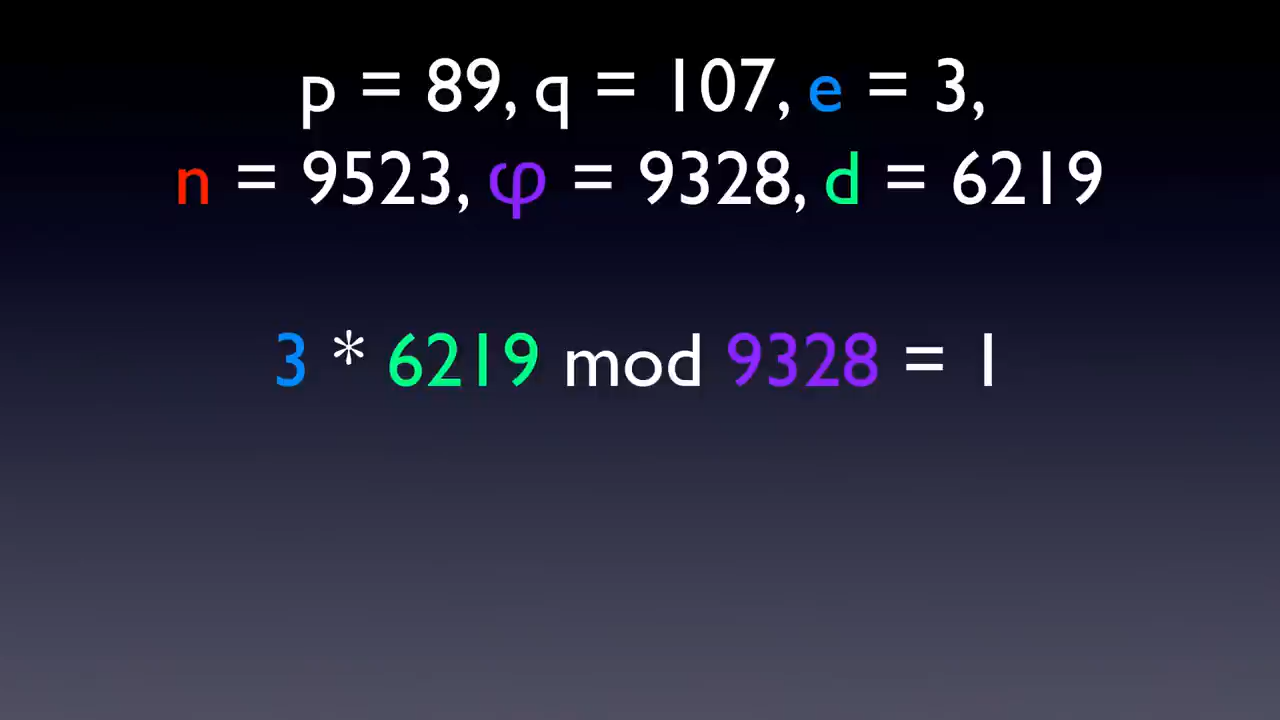 p = 89, q = 107, e = 3,
n = 9523, φ = 9328, d = 6219
3 * 6219 mod 9328 = 1